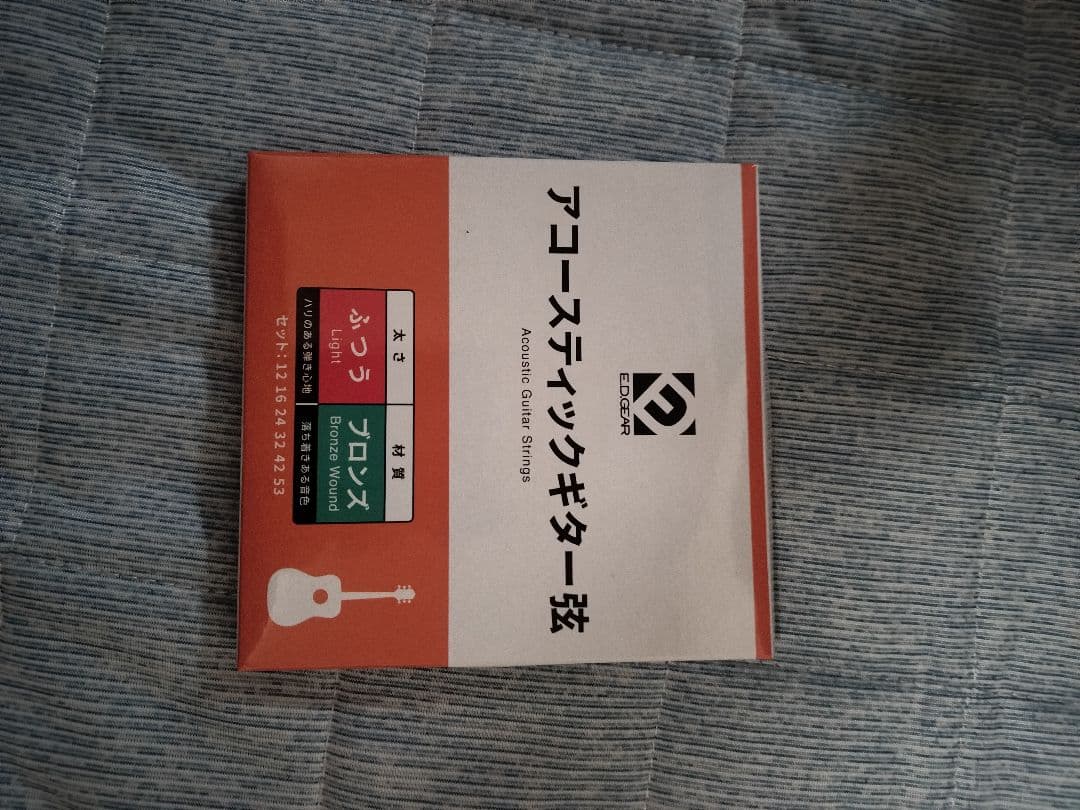 E.D.GEAR
アコースティックギター弦
Acoustic Guitar Strings
太さ
材質
ふつう
Light
ブロンズ
Bronze Wound
ハリのある弾き心地
落ち着きある音色
セット:12 16 24 32 42 53